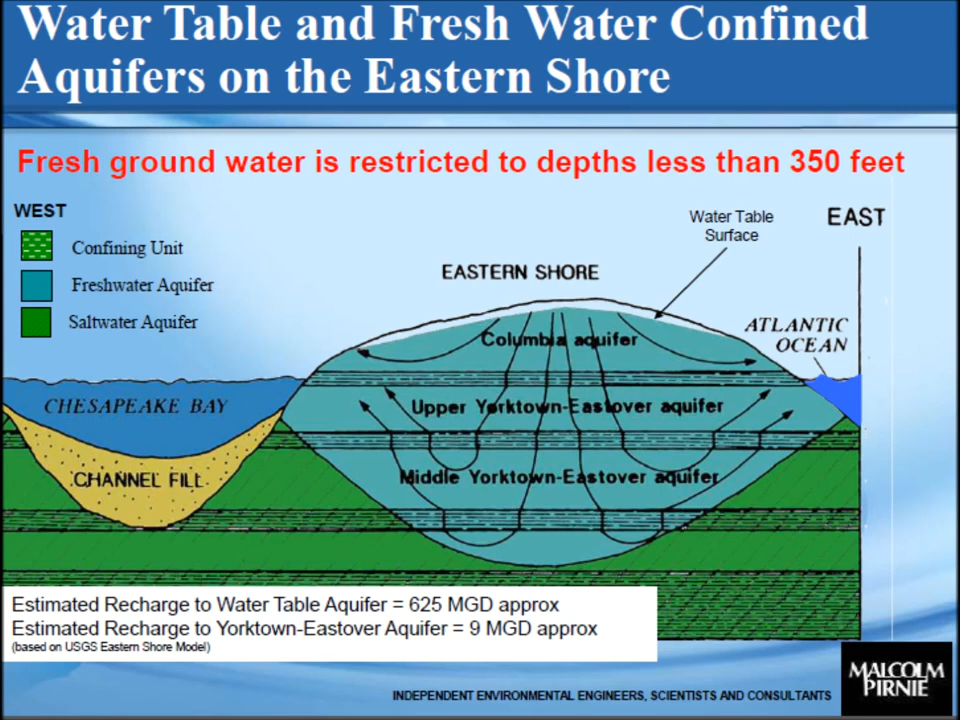 Water Table and Fresh Water Confined
Aquifers on the Eastern Shore
Fresh ground water is restricted to depths less than 350 feet
WEST
Confining Unit
Freshwater Aquifer
Saltwater Aquifer
Water Table
Surface
EAST
EASTERN SHORE
ATLANTIC
OCEAN
Columbia aquifer
CHESAPEAKE BAY
Upper Yorktown-Eastover aquifer
CHANNEL FILL
Middle Yorktown-Eastover aquifer
Estimated Recharge to Water Table Aquifer = 625 MGD approx
Estimated Recharge to Yorktown-Eastover Aquifer = 9 MGD approx
(based on USGS Eastern Shore Model)
INDEPENDENT ENVIRONMENTAL ENGINEERS, SCIENTISTS AND CONSULTANTS
MALCOLM
PIRNIE